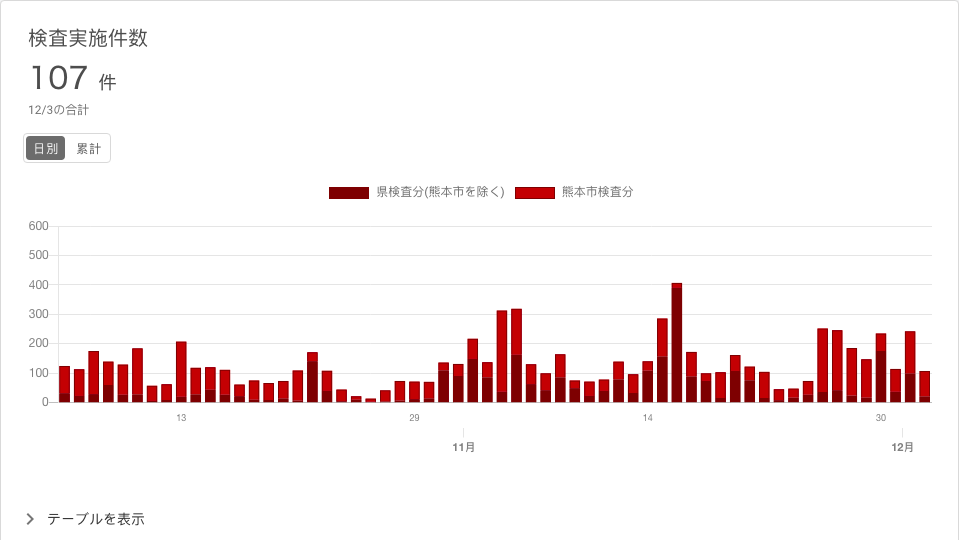 検査実施件数
107 件
12/3の合計
日別 累計
県検査分(熊本市を除く) 熊本市検査分
600
500
400
300
200
100
0
13 29 14 30
11月 12月
テーブルを表示